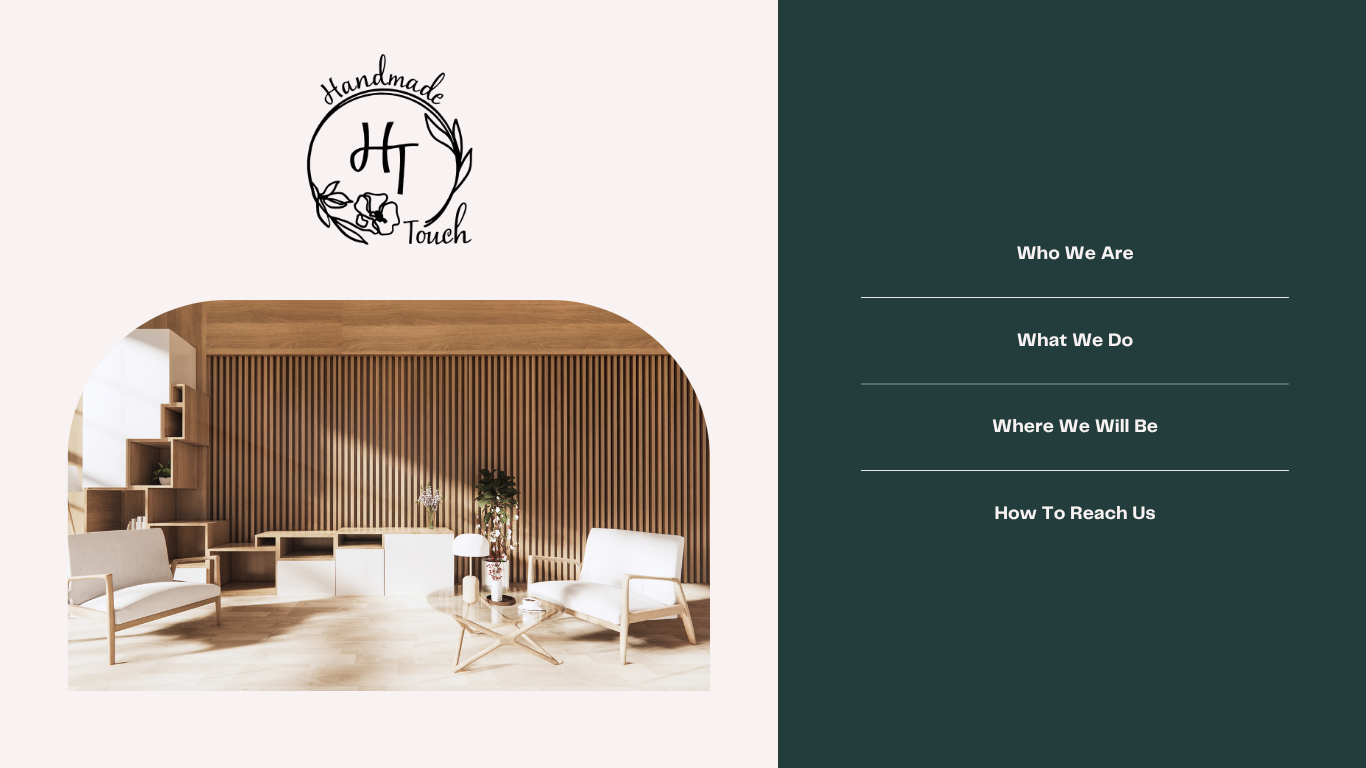 Handmade
HT
Touch
Who We Are
What We Do
Where We Will Be
How To Reach Us